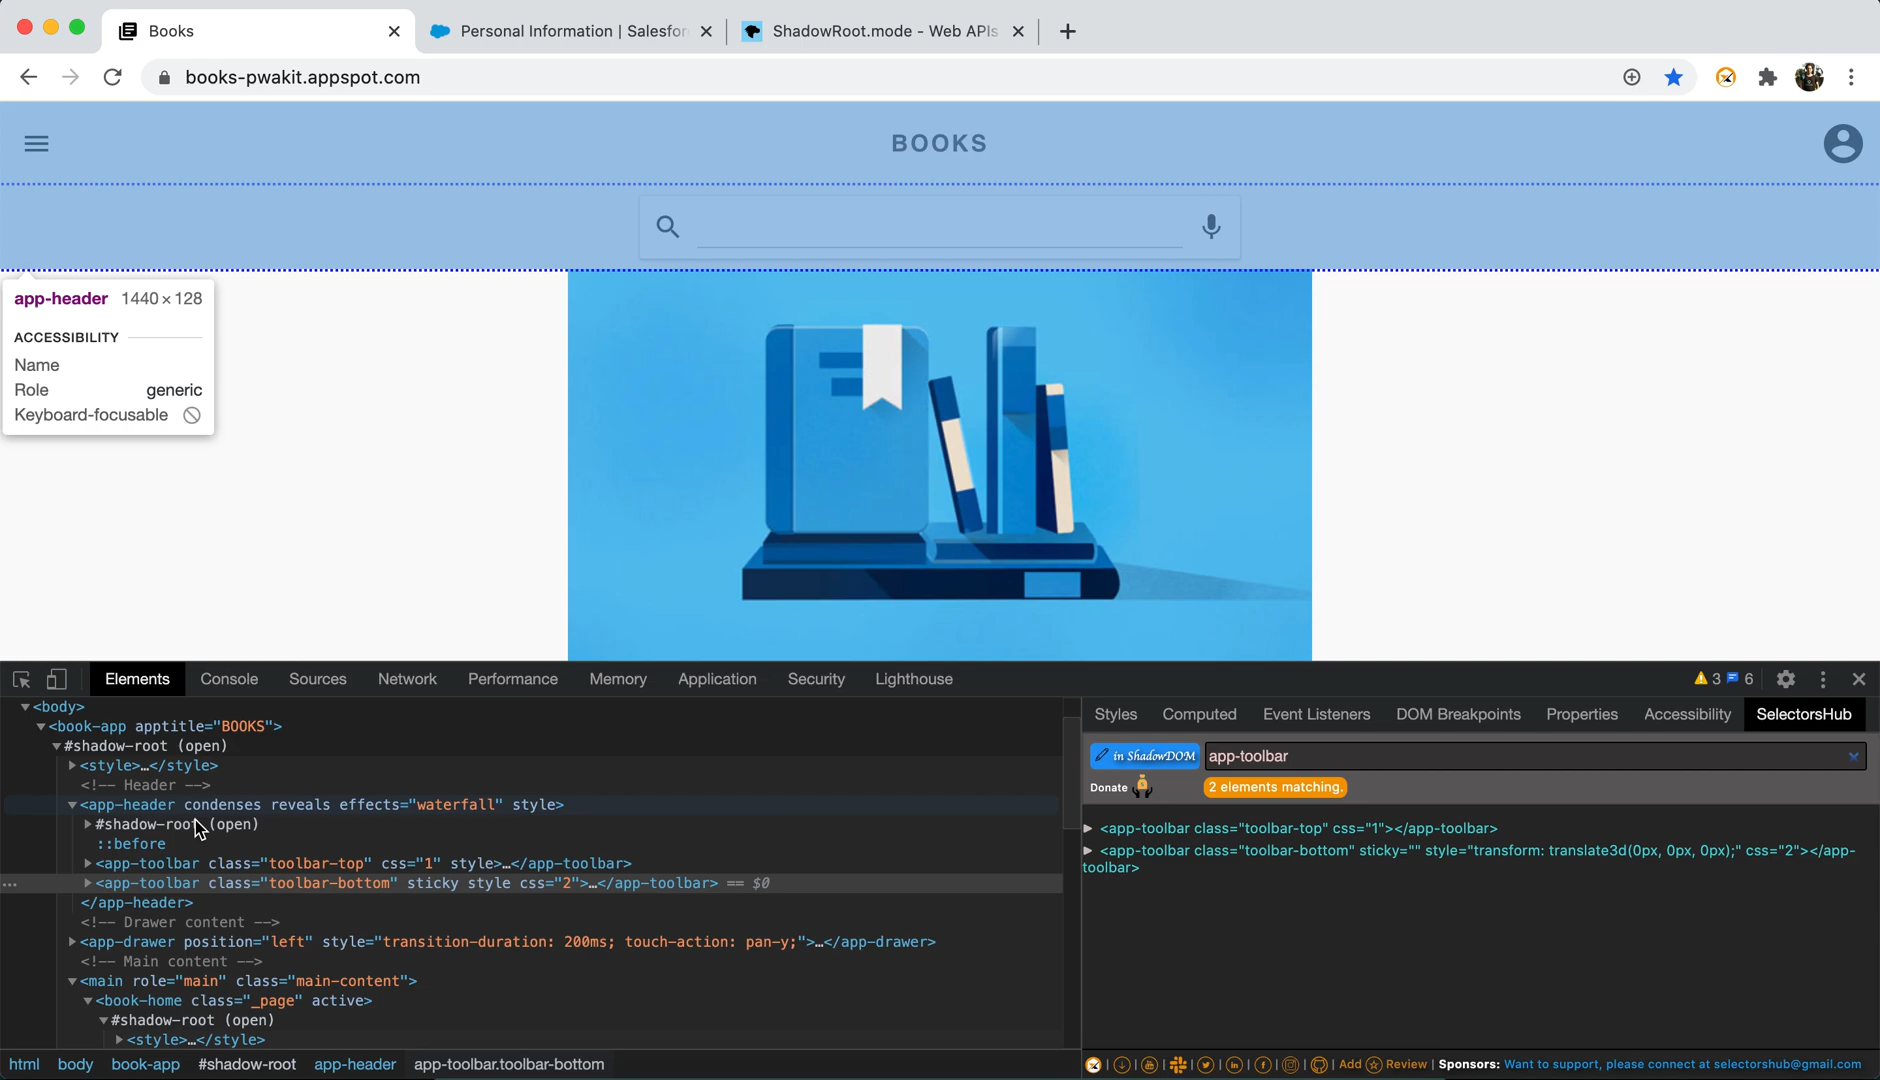 Books
Personal Information | Salesfor
ShadowRoot.mode - Web APIs
books-pwakit.appspot.com
BOOKS
app-header 1440 × 128
ACCESSIBILITY
Name
Role generic
Keyboard-focusable
Elements Console Sources Network Performance Memory Application Security Lighthouse 3 6
<body>
<book-app apptitle="BOOKS">
#shadow-root (open)
<style>…</style>
<!-- Header -->
<app-header condenses reveals effects="waterfall" style>
#shadow-root (open)
::before
<app-toolbar class="toolbar-top" css="1" style>…</app-toolbar>
<app-toolbar class="toolbar-bottom" sticky style css="2">…</app-toolbar> == $0
</app-header>
<!-- Drawer content -->
<app-drawer position="left" style="transition-duration: 200ms; touch-action: pan-y;">…</app-drawer>
<!-- Main content -->
<main role="main" class="main-content">
<book-home class="_page" active>
#shadow-root (open)
<style>…</style>
html body book-app #shadow-root app-header app-toolbar.toolbar-bottom
Styles Computed Event Listeners DOM Breakpoints Properties Accessibility SelectorsHub
in ShadowDOM app-toolbar
Donate 2 elements matching.
<app-toolbar class="toolbar-top" css="1"></app-toolbar>
<app-toolbar class="toolbar-bottom" sticky="" style="transform: translate3d(0px, 0px, 0px);" css="2"></app-
toolbar>
Add Review | Sponsors: Want to support, please connect at selectorshub@gmail.com